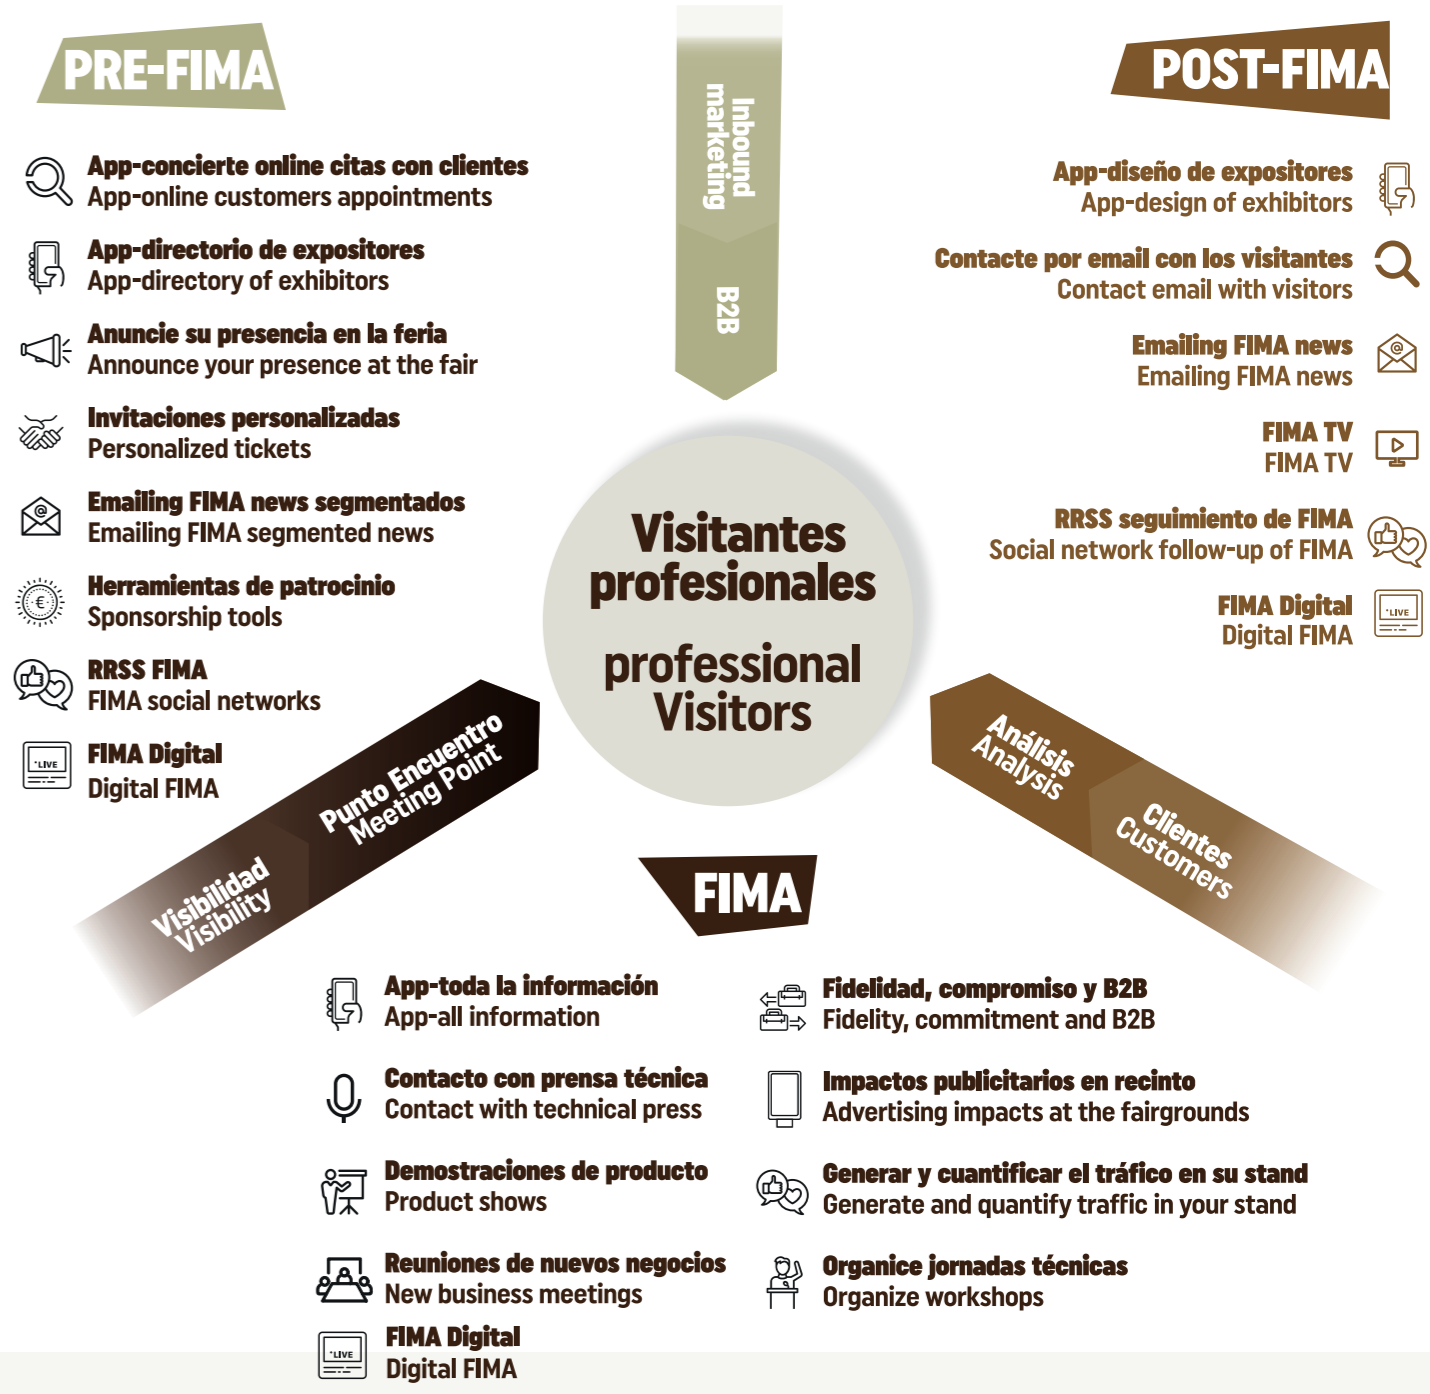 PRE-FIMA
App-concierte online citas con clientes
App-online customers appointments
App-directorio de expositores
App-directory of exhibitors
Anuncie su presencia en la feria
Announce your presence at the fair
Invitaciones personalizadas
Personalized tickets
Emailing FIMA news segmentados
Emailing FIMA segmented news
Herramientas de patrocinio
Sponsorship tools
€
RRSS FIMA
FIMA social networks
FIMA Digital
Digital FIMA
*LIVE
Inbound
marketing
B2B
POST-FIMA
App-diseño de expositores
App-design of exhibitors
Contacte por email con los visitantes
Contact email with visitors
Emailing FIMA news
Emailing FIMA news
FIMA TV
FIMA TV
RRSS seguimiento de FIMA
Social network follow-up of FIMA
FIMA Digital
Digital FIMA
*LIVE
Visitantes
profesionales
professional
Visitors
Punto Encuentro
Meeting Point
Visibilidad
Visibility
Análisis
Analysis
Clientes
Customers
FIMA
App-toda la información
App-all information
Contacto con prensa técnica
Contact with technical press
Demostraciones de producto
Product shows
Reuniones de nuevos negocios
New business meetings
FIMA Digital
Digital FIMA
*LIVE
Fidelidad, compromiso y B2B
Fidelity, commitment and B2B
Impactos publicitarios en recinto
Advertising impacts at the fairgrounds
Generar y cuantificar el tráfico en su stand
Generate and quantify traffic in your stand
Organice jornadas técnicas
Organize workshops